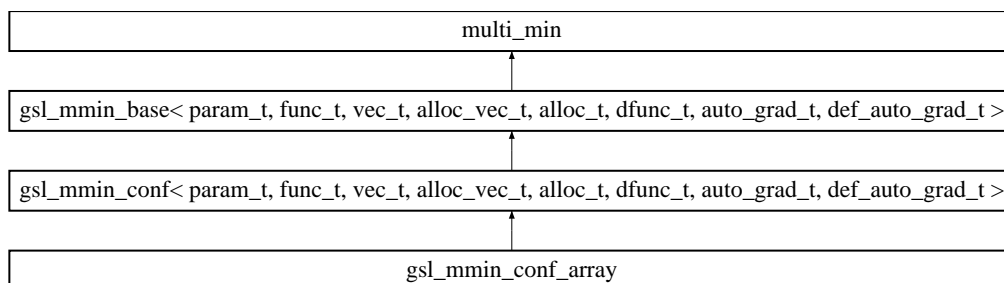 multi_min
gsl_mmin_base< param_t, func_t, vec_t, alloc_vec_t, alloc_t, dfunc_t, auto_grad_t, def_auto_grad_t >
gsl_mmin_conf< param_t, func_t, vec_t, alloc_vec_t, alloc_t, dfunc_t, auto_grad_t, def_auto_grad_t >
gsl_mmin_conf_array